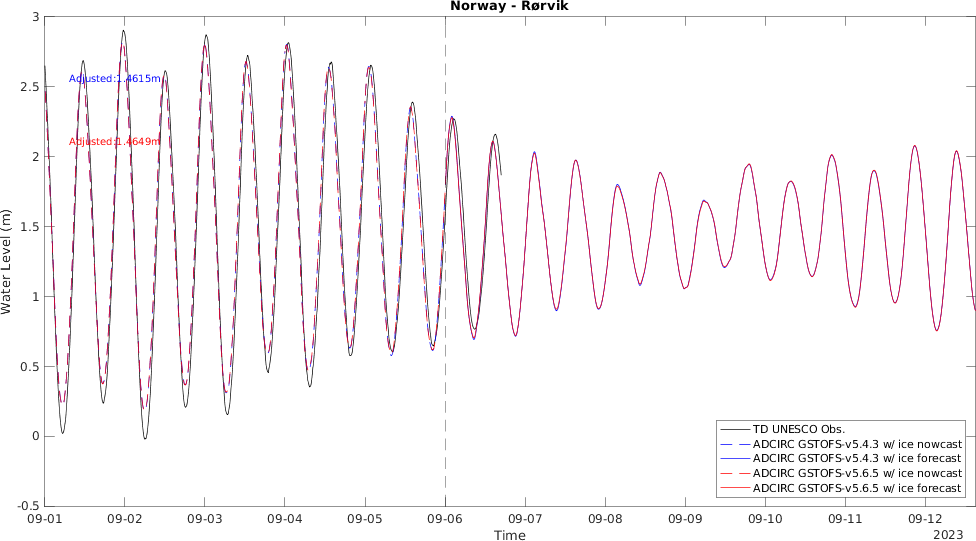 Norway - Rørvik
3
2.5
2
1.5
1
0.5
0
-0.5
Water Level (m)
Adjusted:1.4615m
Adjusted:1.4649m
TD UNESCO Obs.
ADCIRC GSTOFS-v5.4.3 w/ ice nowcast
ADCIRC GSTOFS-v5.4.3 w/ ice forecast
ADCIRC GSTOFS-v5.6.5 w/ ice nowcast
ADCIRC GSTOFS-v5.6.5 w/ ice forecast
09-01 09-02 09-03 09-04 09-05 09-06 09-07 09-08 09-09 09-10 09-11 09-12
Time
2023